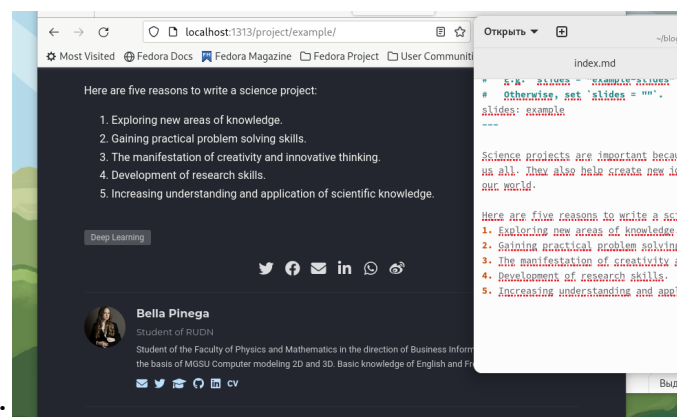 localhost:1313/project/example/
Most Visited Fedora Docs Fedora Magazine Fedora Project User Communiti
Here are five reasons to write a science project:
1. Exploring new areas of knowledge.
2. Gaining practical problem solving skills.
3. The manifestation of creativity and innovative thinking.
4. Development of research skills.
5. Increasing understanding and application of scientific knowledge.
Deep Learning
Bella Pinega
Student of RUDN
Student of the Faculty of Physics and Mathematics in the direction of Business Inform
the basis of MGSU Computer modeling 2D and 3D. Basic knowledge of English and Fr
CV
Открыть
~/blog
index.md
# E.g. `slides = "example-slides"
# Otherwise, set `slides = ""`.
slides: example
---
Science projects are important becau
us all. They also help create new i
our world.
Here are five reasons to write a sci
1. Exploring new areas of knowledge
2. Gaining practical problem solving
3. The manifestation of creativity a
4. Development of research skills.
5. Increasing understanding and appl
Выд